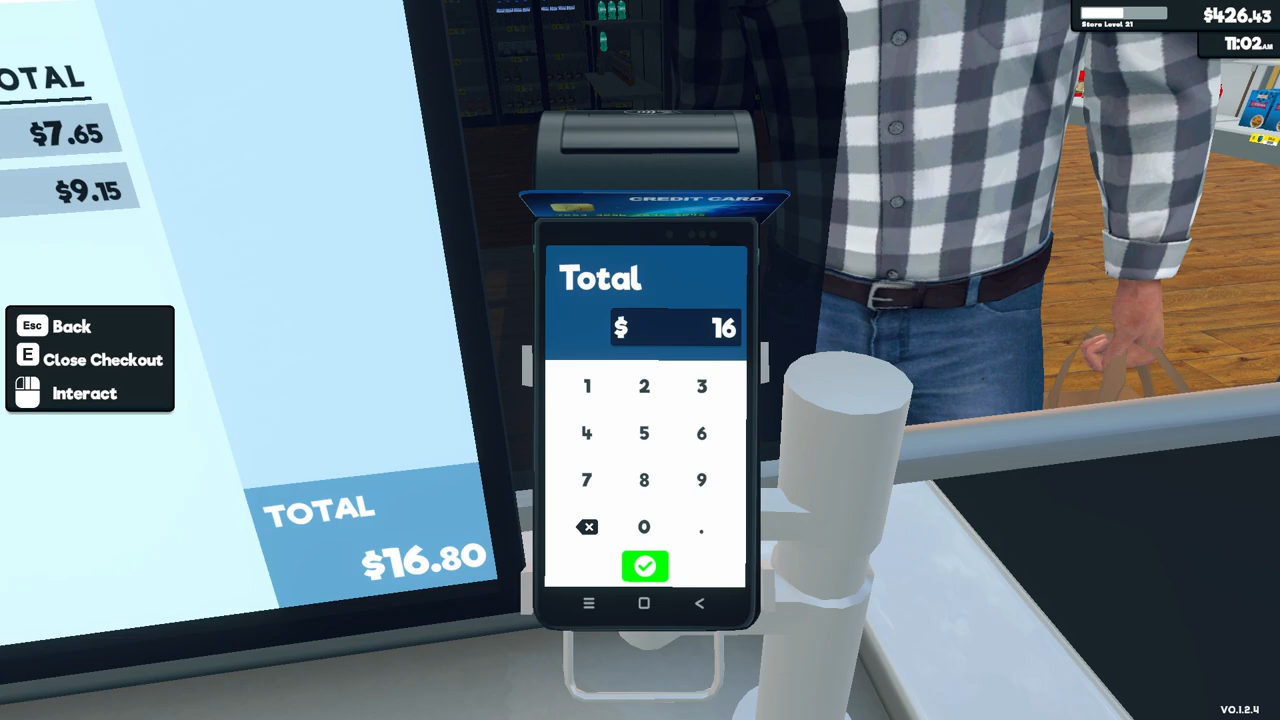 OTAL
$7.65
$9.15
Esc Back
E Close Checkout
Interact
TOTAL
$16.80
CREDIT CARD
Total
$ 16
1 2 3
4 5 6
7 8 9
0 .
$426.43
Store Level 21
11:02AM
V0.1.2.4